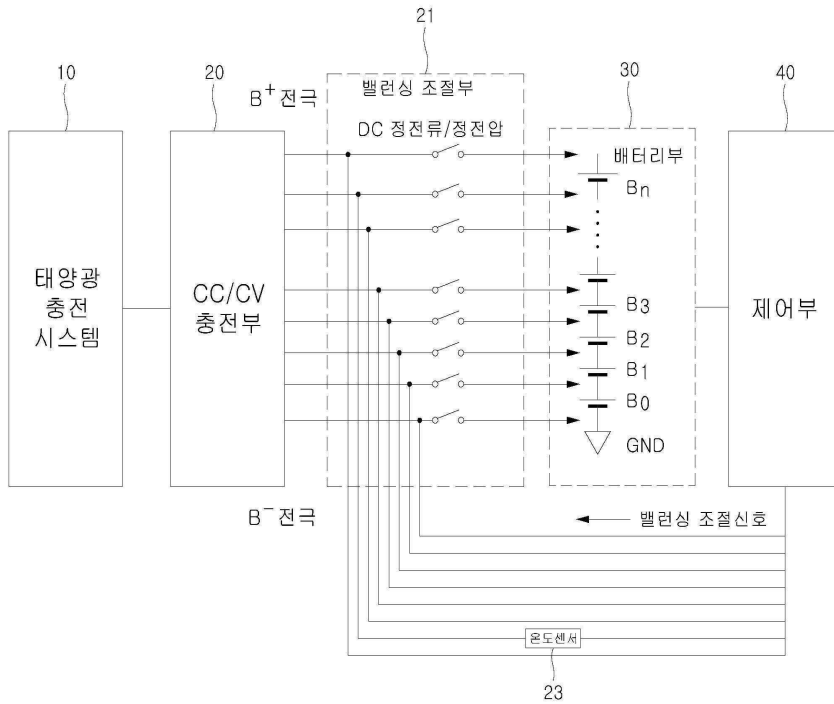 21
10
20
B+전극
밸런싱 조절부
30
40
DC 정전류/정전압
배터리부
Bn
태양광
충전
시스템
CC/CV
충전부
B3
제어부
B2
B1
B0
GND
B−전극
밸런싱 조절신호
온도센서
23